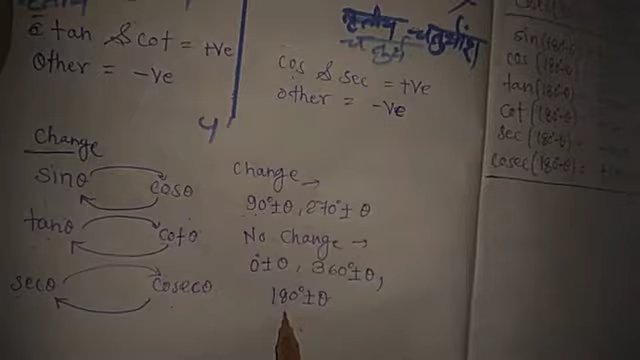 c̄ tan & cot = +ve
Other = -ve
तृतीय चतुर्थांश
चतुर्थ
cos & sec = +ve
other = -ve
y'
Change
sinθ cosθ
tanθ cotθ
secθ cosecθ
Change →
90°±θ, 270°±θ
No Change →
0°±θ, 360°±θ,
180°±θ
sin(180-θ)
cos(180-θ)
tan(180-θ)
cot(180-θ)
sec(180-θ) =
cosec(180-θ) =